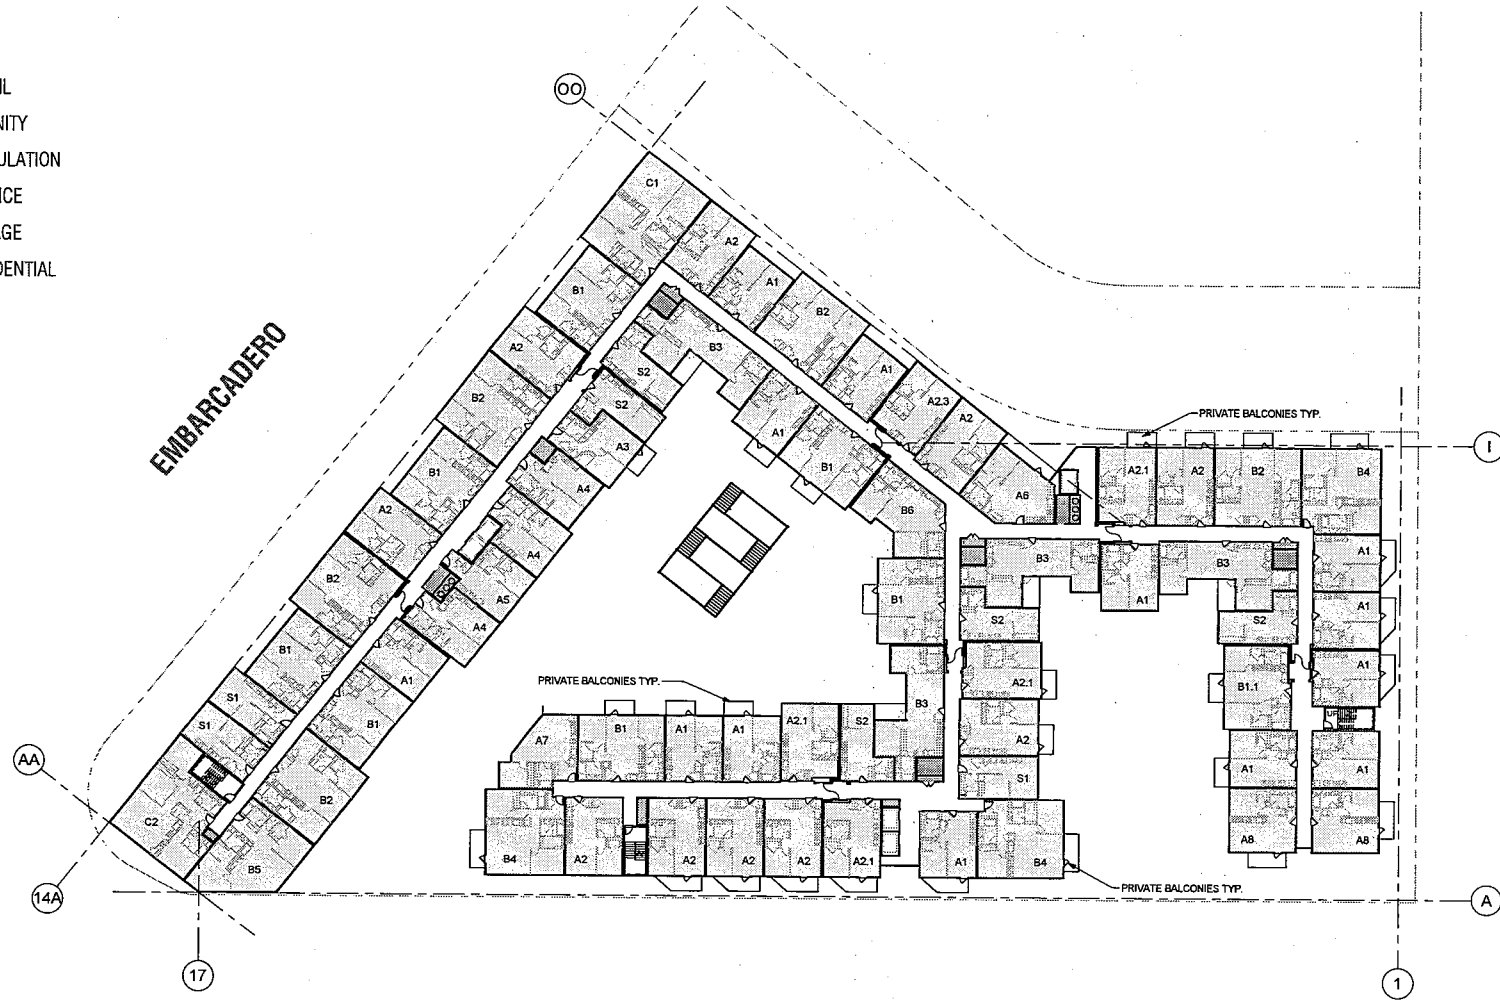 IL
NITY
ULATION
ICE
AGE
DENTIAL
EMBARCADERO
OO
C1
A2
A1
B1
B2
A2
B3
A1
S2
B2
S2
A2.3
A2
A3
A1
PRIVATE BALCONIES TYP.
I
B1
B1
A2.1
A2
B2
B4
A4
A6
A2
B6
A4
B3
B3
A1
B2
B1
A5
A1
A1
A4
S2
S2
B1
A1
A1
PRIVATE BALCONIES TYP.
A2.1
B1.1
S1
B1
B3
S1
A7
B1
A1
A1
A2.1
S2
A2
UP
AA
B2
S1
A1
A1
C2
B5
B4
A2
A2
A2
A2
A2.1
A1
B4
A8
A8
PRIVATE BALCONIES TYP.
14A
A
17
1